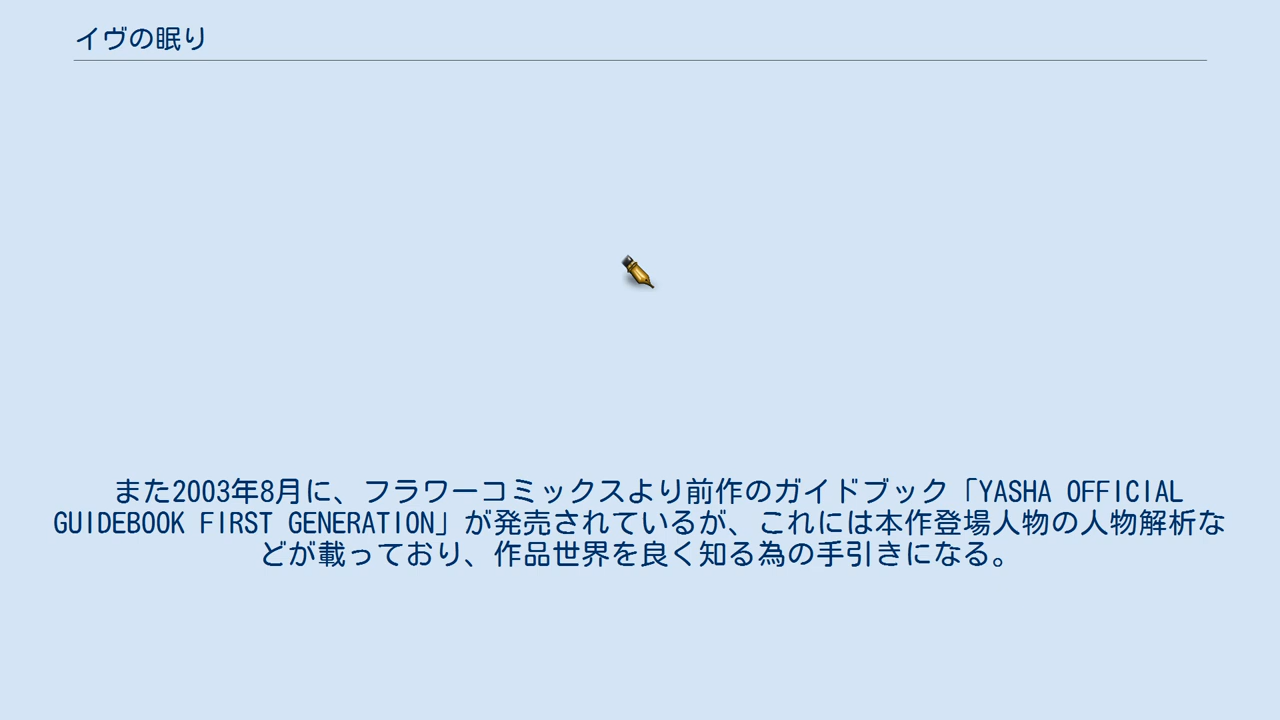 イヴの眠り
また2003年8月に、フラワーコミックスより前作のガイドブック「YASHA OFFICIAL
GUIDEBOOK FIRST GENERATION」が発売されているが、これには本作登場人物の人物解析な
どが載っており、作品世界を良く知る為の手引きになる。